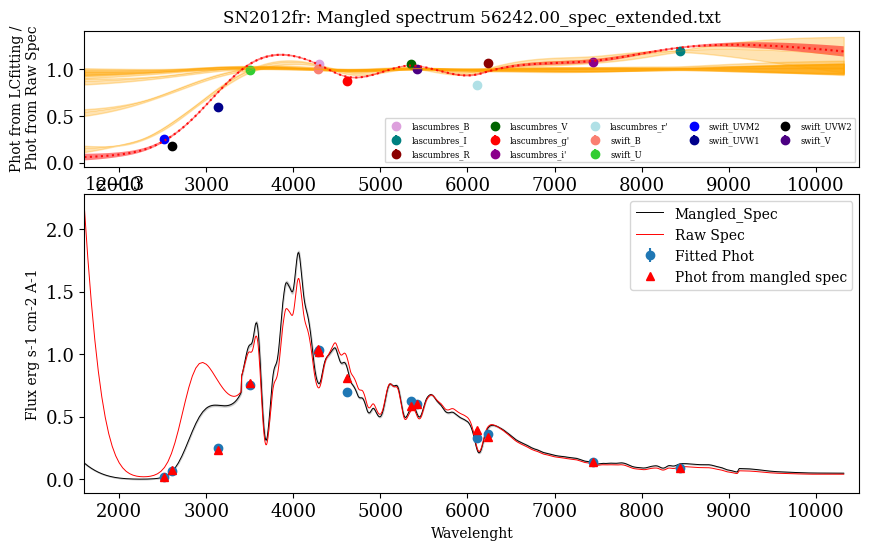 SN2012fr: Mangled spectrum 56242.00_spec_extended.txt
Phot from LCfitting /
Phot from Raw Spec
1.0
0.5
0.0
lascumbres_B
lascumbres_I
lascumbres_R
lascumbres_V
lascumbres_g'
lascumbres_i'
lascumbres_r'
swift_B
swift_U
swift_UVM2
swift_UVW1
swift_UVW2
swift_V
2000 3000 4000 5000 6000 7000 8000 9000 10000
Flux erg s-1 cm-2 A-1
2.0
1.5
1.0
0.5
0.0
Mangled_Spec
Raw Spec
Fitted Phot
Phot from mangled spec
2000 3000 4000 5000 6000 7000 8000 9000 10000
Wavelenght